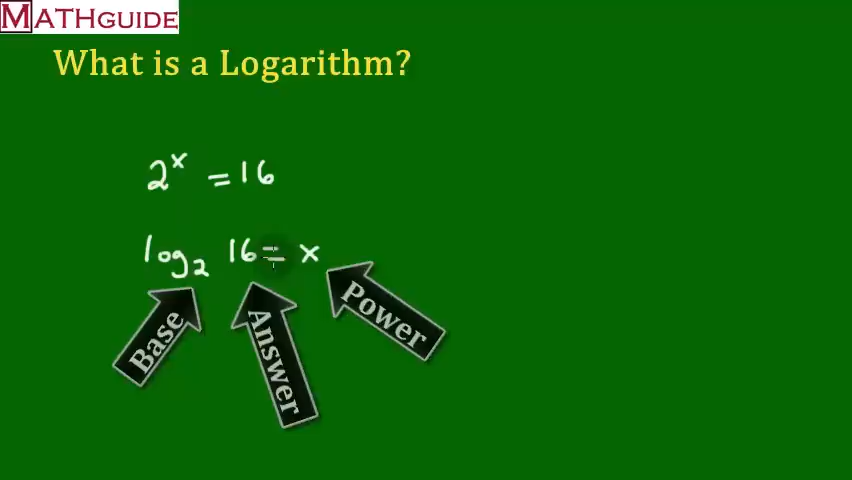 MATHGUIDE
What is a Logarithm?
2ˣ = 16
log₂ 16 = x
Base
Answer
Power